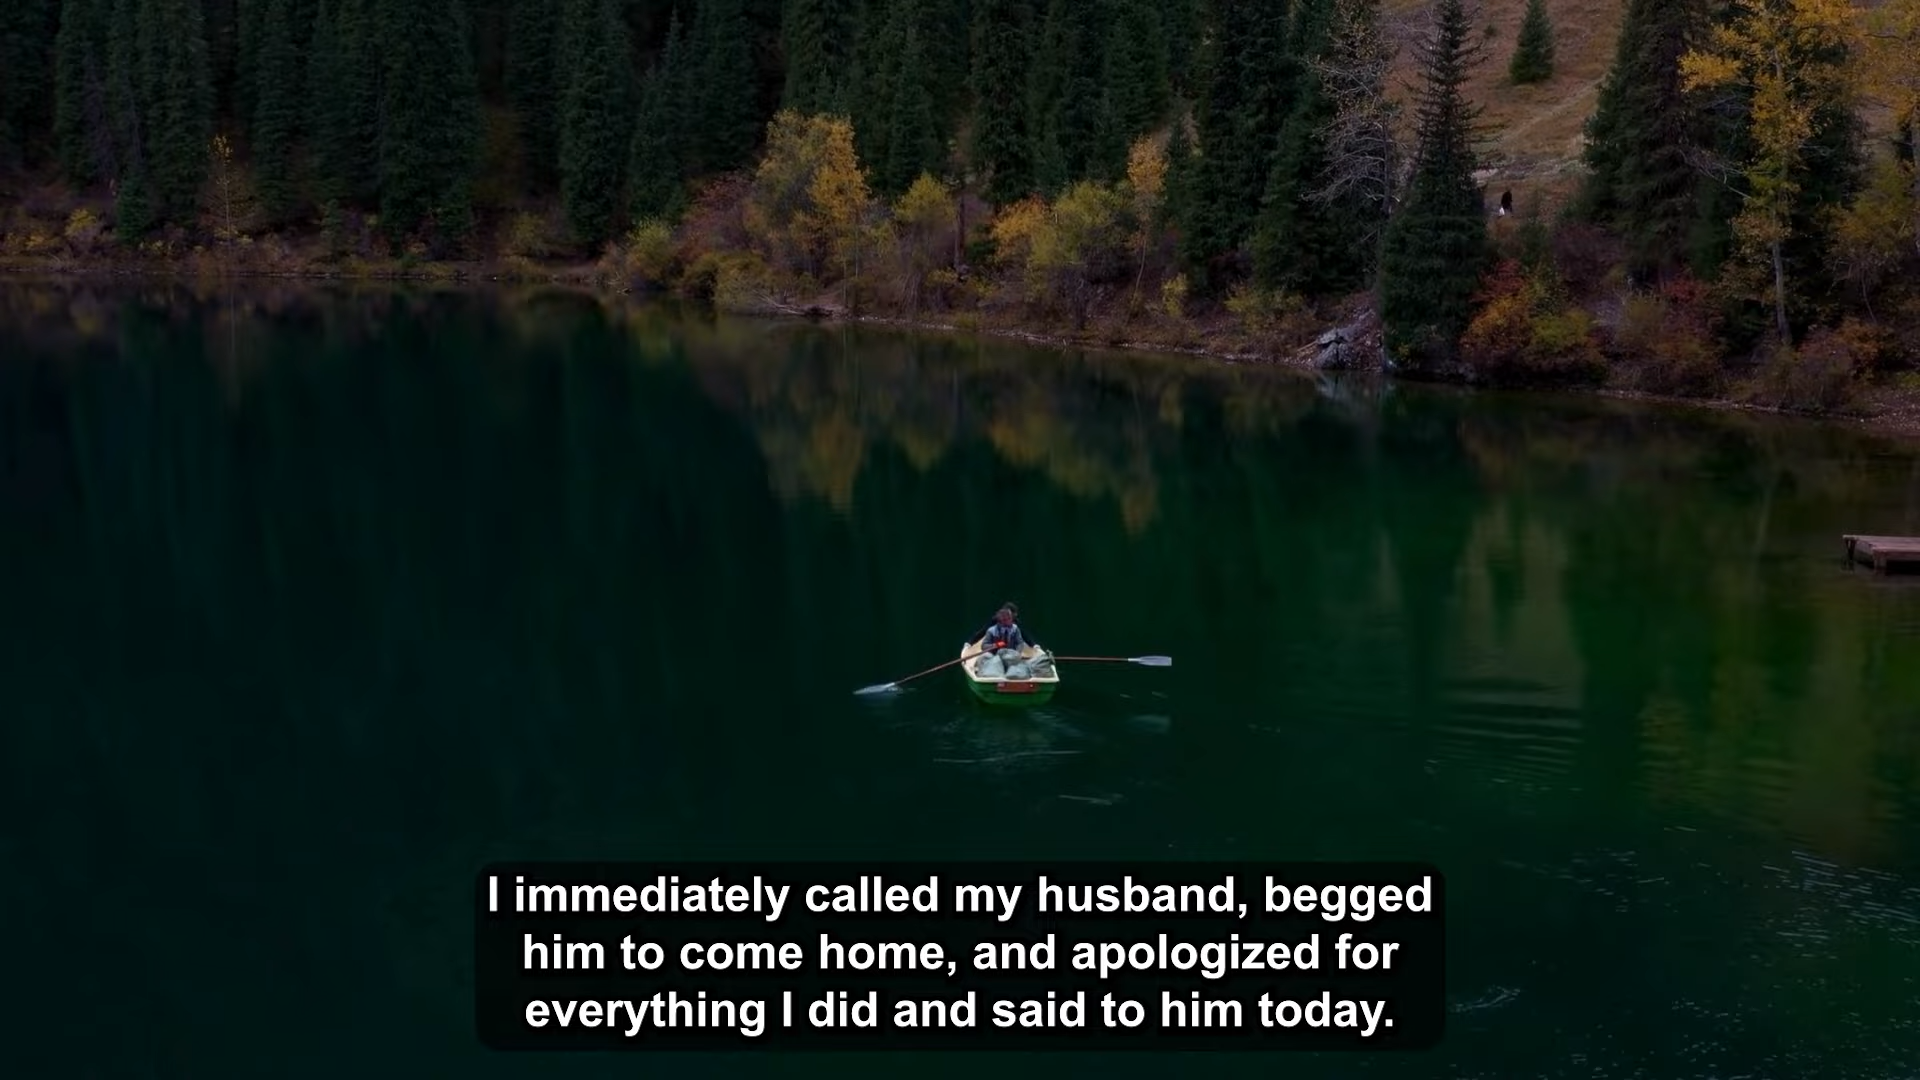 I immediately called my husband, begged
him to come home, and apologized for
everything I did and said to him today.